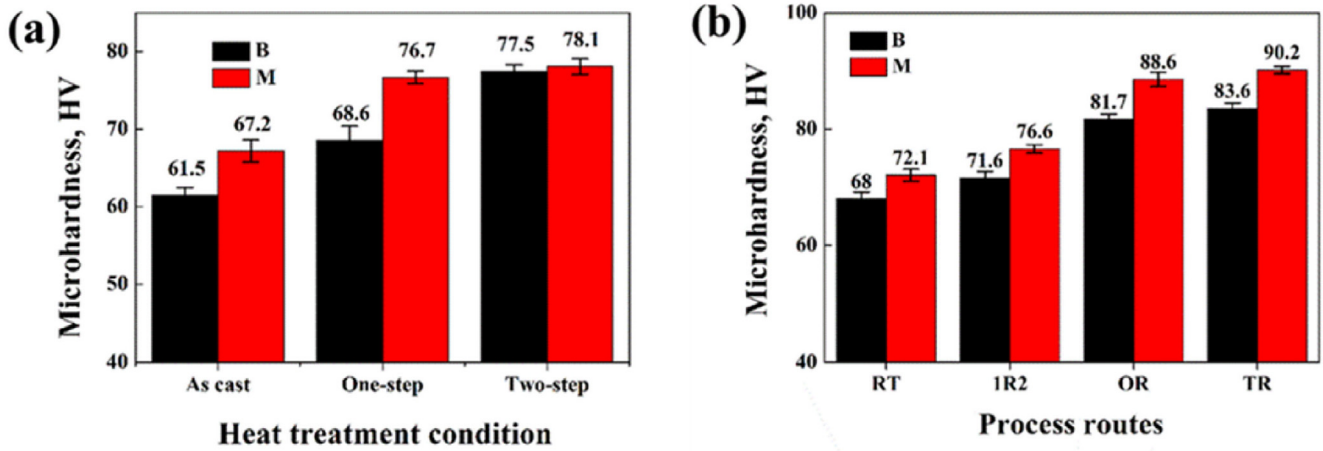 (a)
Microhardness, HV
80
70
60
50
40
B
M
61.5
67.2
68.6
76.7
77.5
78.1
As cast
One-step
Two-step
Heat treatment condition
(b)
Microhardness, HV
100
80
60
40
B
M
68
72.1
71.6
76.6
81.7
88.6
83.6
90.2
RT
1R2
OR
TR
Process routes